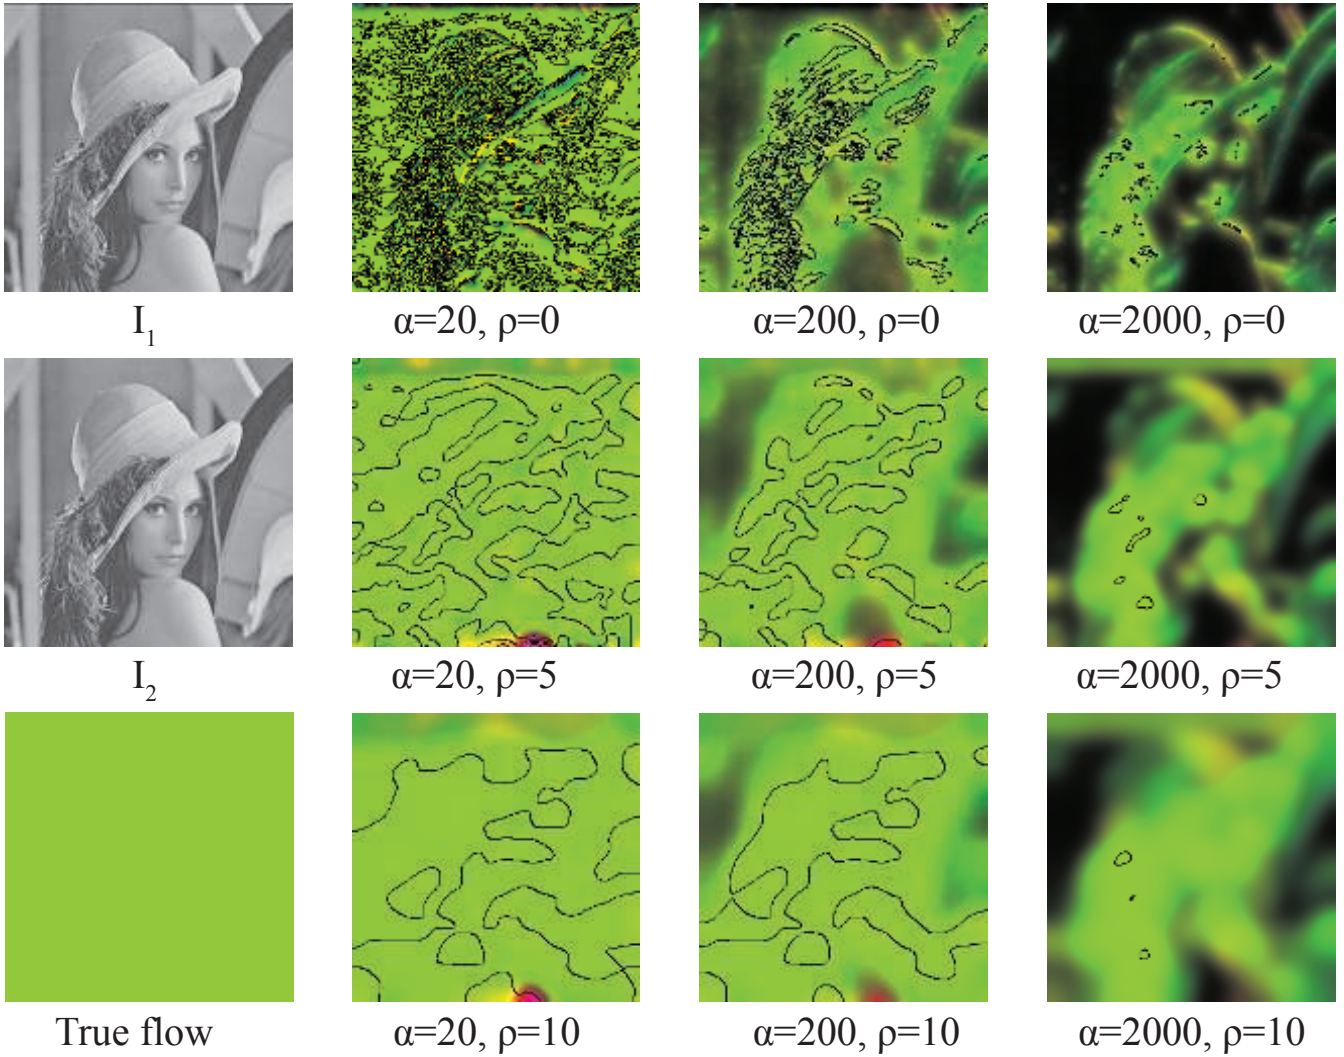 I₁
α=20, ρ=0
α=200, ρ=0
α=2000, ρ=0
I₂
α=20, ρ=5
α=200, ρ=5
α=2000, ρ=5
True flow
α=20, ρ=10
α=200, ρ=10
α=2000, ρ=10